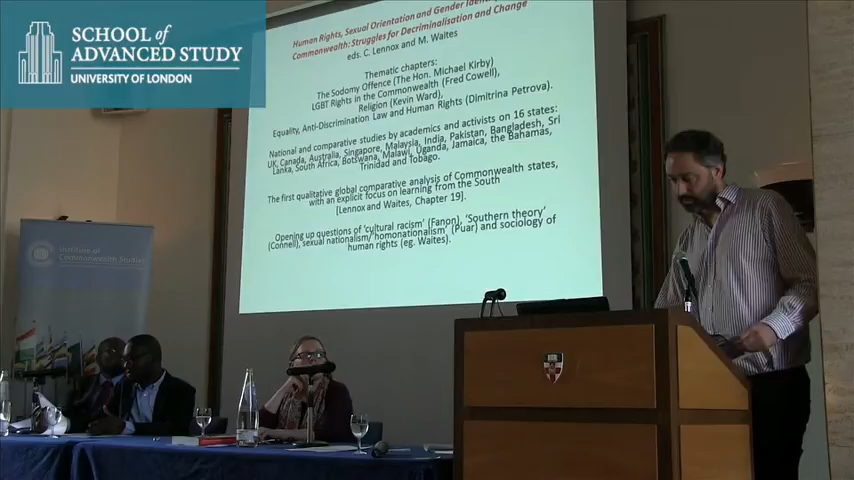 SCHOOL of
ADVANCED STUDY
UNIVERSITY OF LONDON
Human Rights, Sexual Orientation and Gender
Commonwealth: Struggles for Decriminalisation and Change
eds. C. Lennox and M. Waites
Thematic chapters:
The Sodomy Offence (The Hon. Michael Kirby)
LGBT Rights in the Commonwealth (Fred Cowell),
Religion (Kevin Ward),
Equality, Anti-Discrimination Law and Human Rights (Dimitrina Petrova).
National and comparative studies by academics and activists on 16 states:
UK, Canada, Australia, Singapore, Malaysia, India, Pakistan, Bangladesh, Sri
Lanka, South Africa, Botswana, Malawi, Uganda, Jamaica, the Bahamas,
Trinidad and Tobago.
The first qualitative global comparative analysis of Commonwealth states,
with an explicit focus on learning from the South
[Lennox and Waites, Chapter 19].
Opening up questions of 'cultural racism' (Fanon), 'Southern theory'
(Connell), sexual nationalism/ homonationalism (Puar) and sociology of
human rights (eg. Waites).
Institute of
Commonwealth Studies